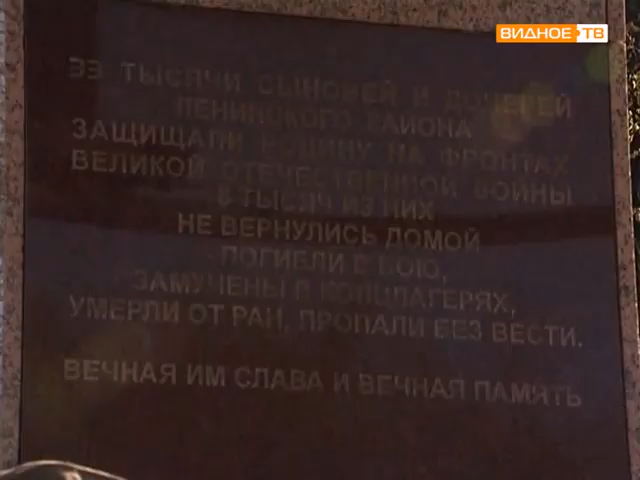 ВИДНОЕ ТВ
33 ТЫСЯЧИ СЫНОВЕЙ И ДОЧЕРЕЙ
ЛЕНИНСКОГО РАЙОНА
ЗАЩИЩАЛИ РОДИНУ НА ФРОНТАХ
ВЕЛИКОЙ ОТЕЧЕСТВЕННОЙ ВОЙНЫ
8 ТЫСЯЧ ИЗ НИХ
НЕ ВЕРНУЛИСЬ ДОМОЙ
- ПОГИБЛИ В БОЮ,
ЗАМУЧЕНЫ В КОНЦЛАГЕРЯХ,
УМЕРЛИ ОТ РАН, ПРОПАЛИ БЕЗ ВЕСТИ.
ВЕЧНАЯ ИМ СЛАВА И ВЕЧНАЯ ПАМЯТЬ